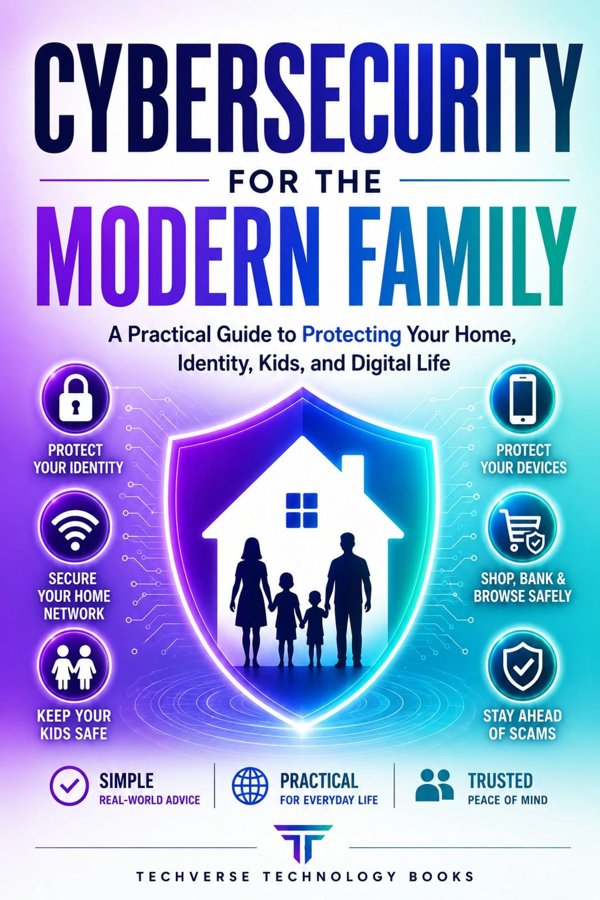 CYBERSECURITY
FOR THE
MODERN FAMILY
A Practical Guide to Protecting Your Home,
Identity, Kids, and Digital Life
PROTECT
YOUR IDENTITY
SECURE
YOUR HOME
NETWORK
KEEP YOUR
KIDS SAFE
PROTECT
YOUR DEVICES
SHOP, BANK &
BROWSE SAFELY
STAY AHEAD
OF SCAMS
SIMPLE
REAL-WORLD ADVICE
PRACTICAL
FOR EVERYDAY LIFE
TRUSTED
PEACE OF MIND
TECHVERSE TECHNOLOGY BOOKS